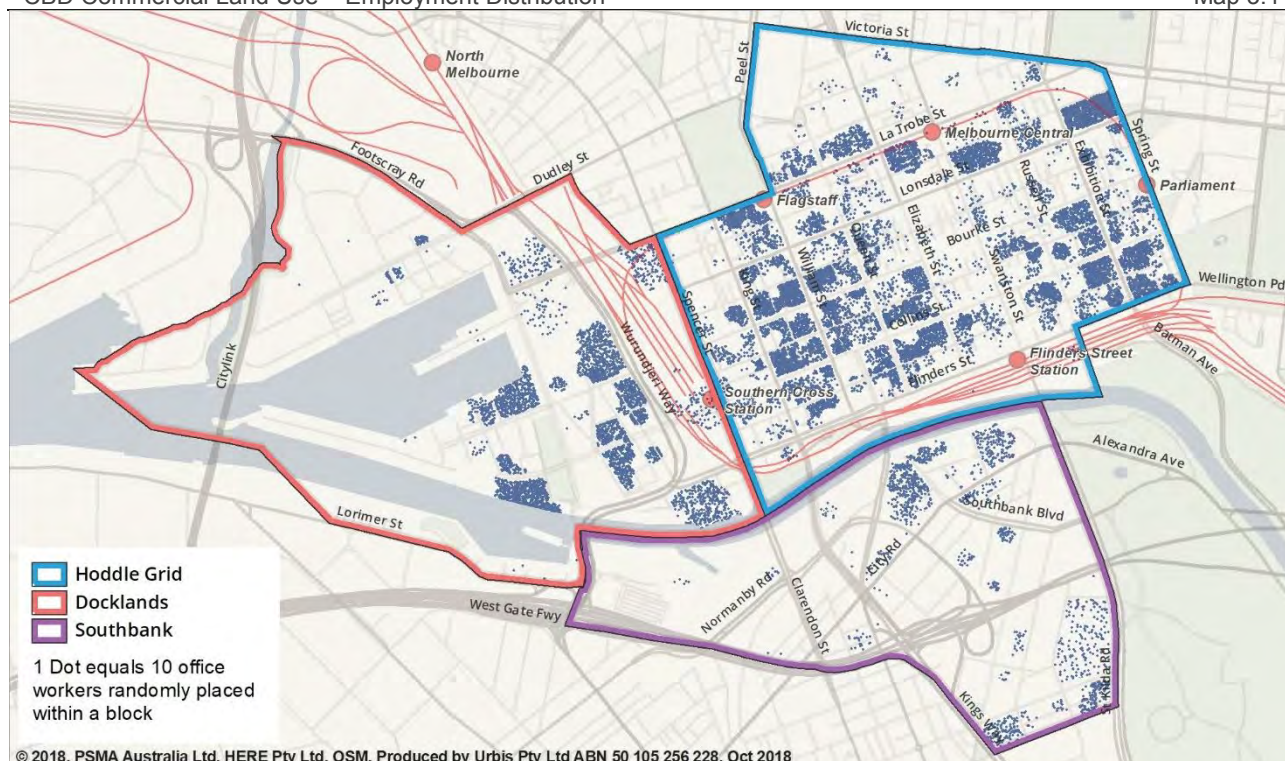 CBD Commercial Land Use – Employment Distribution
North
Melbourne
Victoria St
Peel St
La Trobe St
Melbourne Central
Spring St
Footscray Rd
Dudley St
Lonsdale St
Exhibition St
Russell St
Parliament
Flagstaff
Elizabeth St
Bourke St
Queen St
William St
King St
Swanston St
Wellington Pd
Spencer St
Collins St
Batman Ave
Citylink
Wurundjeri Way
Flinders St
Flinders Street
Station
Southern Cross
Station
Alexandra Ave
Southbank Blvd
Lorimer St
City Rd
Normanby Rd
Clarendon St
West Gate Fwy
St Kilda Rd
Kings Way
Hoddle Grid
Docklands
Southbank
1 Dot equals 10 office
workers randomly placed
within a block
© 2018. PSMA Australia Ltd, HERE Pty Ltd. OSM. Produced by Urbis Pty Ltd ABN 50 105 256 228, Oct 2018